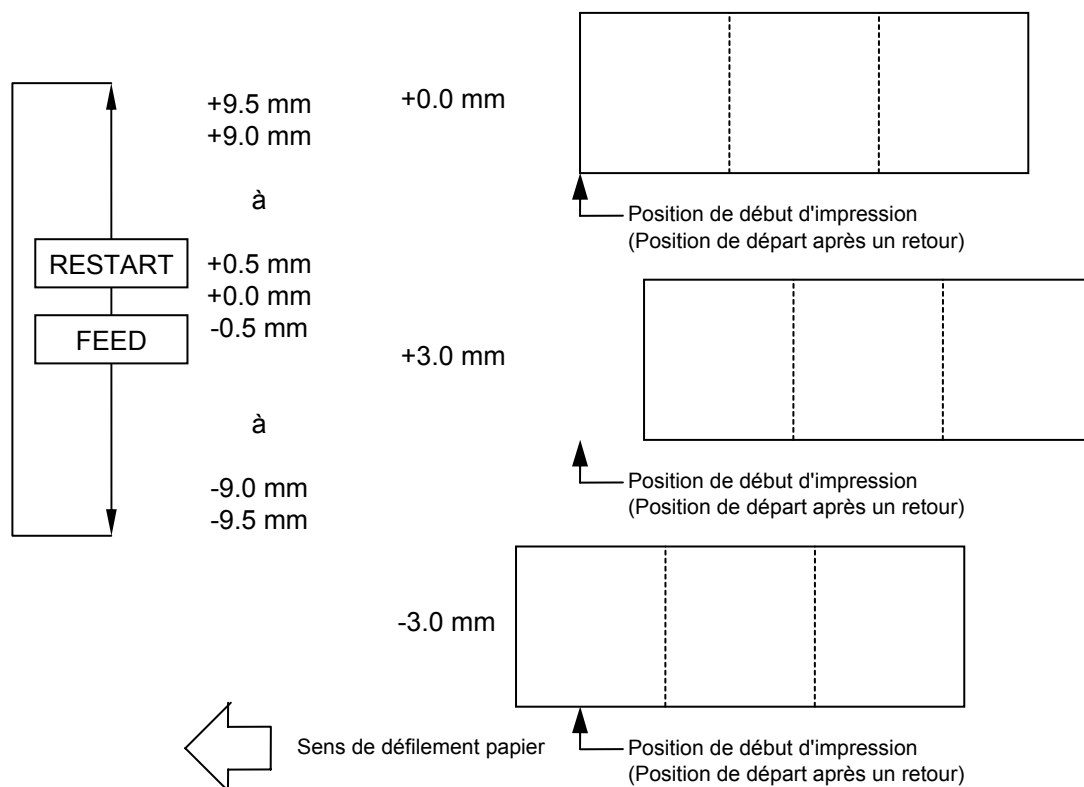 +9.5 mm
+9.0 mm
à
RESTART
+0.5 mm
+0.0 mm
-0.5 mm
FEED
à
-9.0 mm
-9.5 mm
+0.0 mm
Position de début d'impression
(Position de départ après un retour)
+3.0 mm
Position de début d'impression
(Position de départ après un retour)
-3.0 mm
Position de début d'impression
(Position de départ après un retour)
Sens de défilement papier